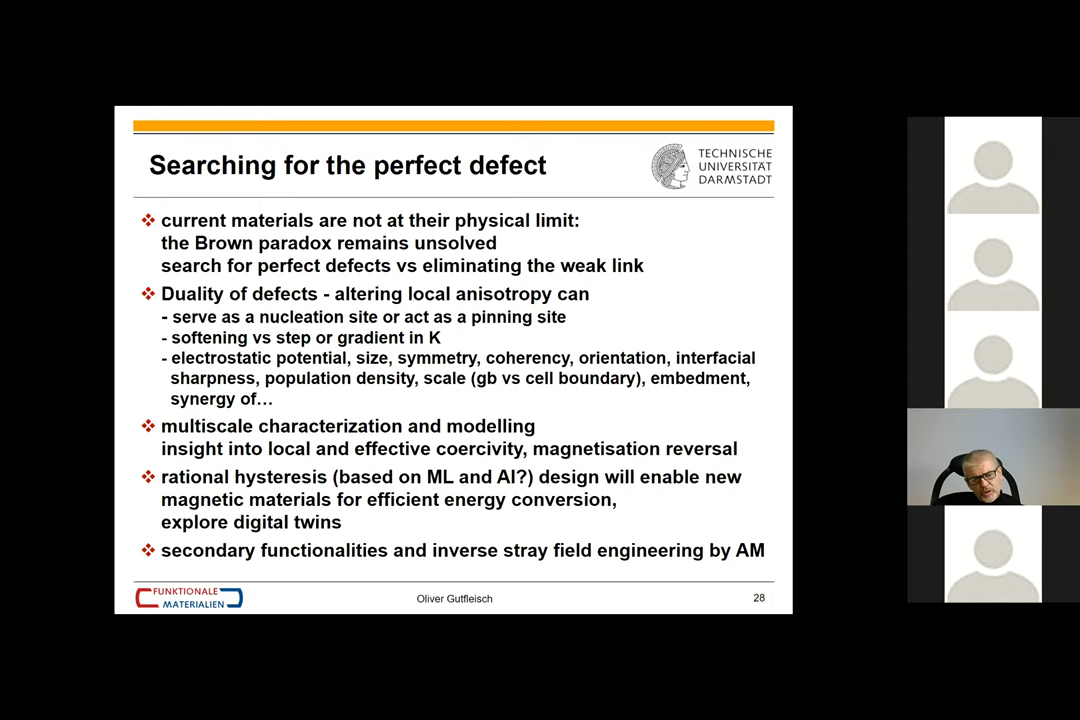 Searching for the perfect defect
TECHNISCHE
UNIVERSITÄT
DARMSTADT
❖ current materials are not at their physical limit:
the Brown paradox remains unsolved
search for perfect defects vs eliminating the weak link
❖ Duality of defects - altering local anisotropy can
- serve as a nucleation site or act as a pinning site
- softening vs step or gradient in K
- electrostatic potential, size, symmetry, coherency, orientation, interfacial
sharpness, population density, scale (gb vs cell boundary), embedment,
synergy of…
❖ multiscale characterization and modelling
insight into local and effective coercivity, magnetisation reversal
❖ rational hysteresis (based on ML and AI?) design will enable new
magnetic materials for efficient energy conversion,
explore digital twins
❖ secondary functionalities and inverse stray field engineering by AM
FUNKTIONALE
MATERIALIEN
Oliver Gutfleisch
28